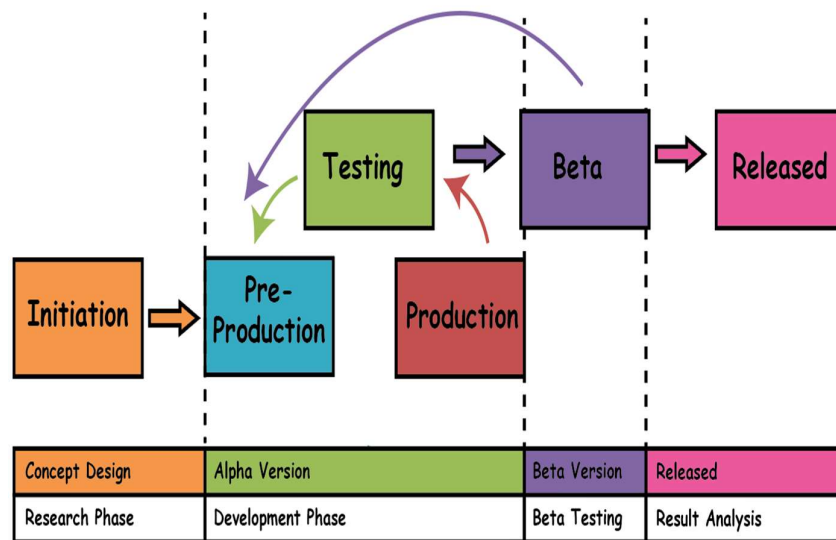 Testing
Beta
Released
Initiation
Pre-
Production
Production
Concept Design
Alpha Version
Beta Version
Released
Research Phase
Development Phase
Beta Testing
Result Analysis